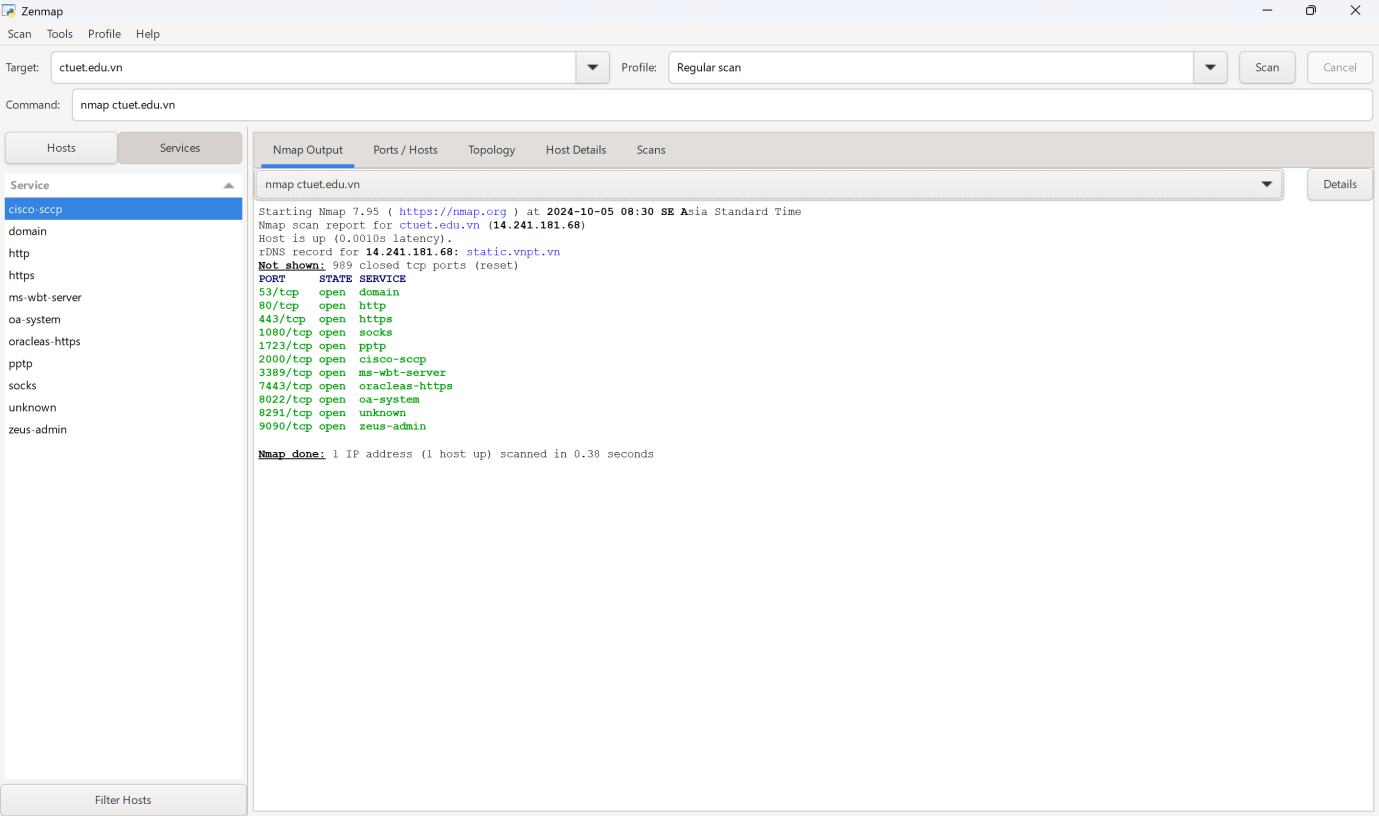 Zenmap
Scan Tools Profile Help
Target: ctuet.edu.vn Profile: Regular scan Scan Cancel
Command: nmap ctuet.edu.vn
Hosts Services
Service
cisco-sccp
domain
http
https
ms-wbt-server
oa-system
oracleas-https
pptp
socks
unknown
zeus-admin
Filter Hosts
Nmap Output Ports / Hosts Topology Host Details Scans
nmap ctuet.edu.vn Details
Starting Nmap 7.95 ( https://nmap.org ) at 2024-10-05 08:30 SE Asia Standard Time
Nmap scan report for ctuet.edu.vn (14.241.181.68)
Host is up (0.0010s latency).
rDNS record for 14.241.181.68: static.vnpt.vn
Not shown: 989 closed tcp ports (reset)
PORT STATE SERVICE
53/tcp open domain
80/tcp open http
443/tcp open https
1080/tcp open socks
1723/tcp open pptp
2000/tcp open cisco-sccp
3389/tcp open ms-wbt-server
7443/tcp open oracleas-https
8022/tcp open oa-system
8291/tcp open unknown
9090/tcp open zeus-admin
Nmap done: 1 IP address (1 host up) scanned in 0.38 seconds